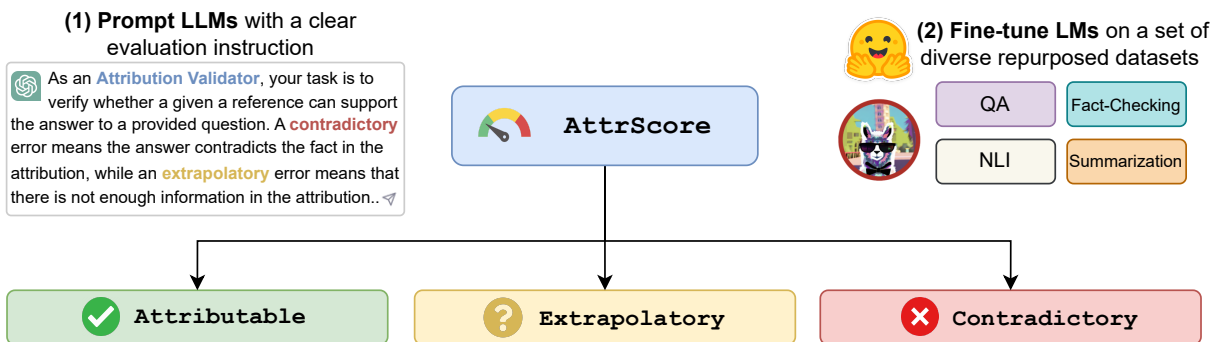 (1) Prompt LLMs with a clear
evaluation instruction
As an Attribution Validator, your task is to
verify whether a given a reference can support
the answer to a provided question. A contradictory
error means the answer contradicts the fact in the
attribution, while an extrapolatory error means that
there is not enough information in the attribution..
AttrScore
(2) Fine-tune LMs on a set of
diverse repurposed datasets
QA
Fact-Checking
NLI
Summarization
Attributable
?
Extrapolatory
Contradictory